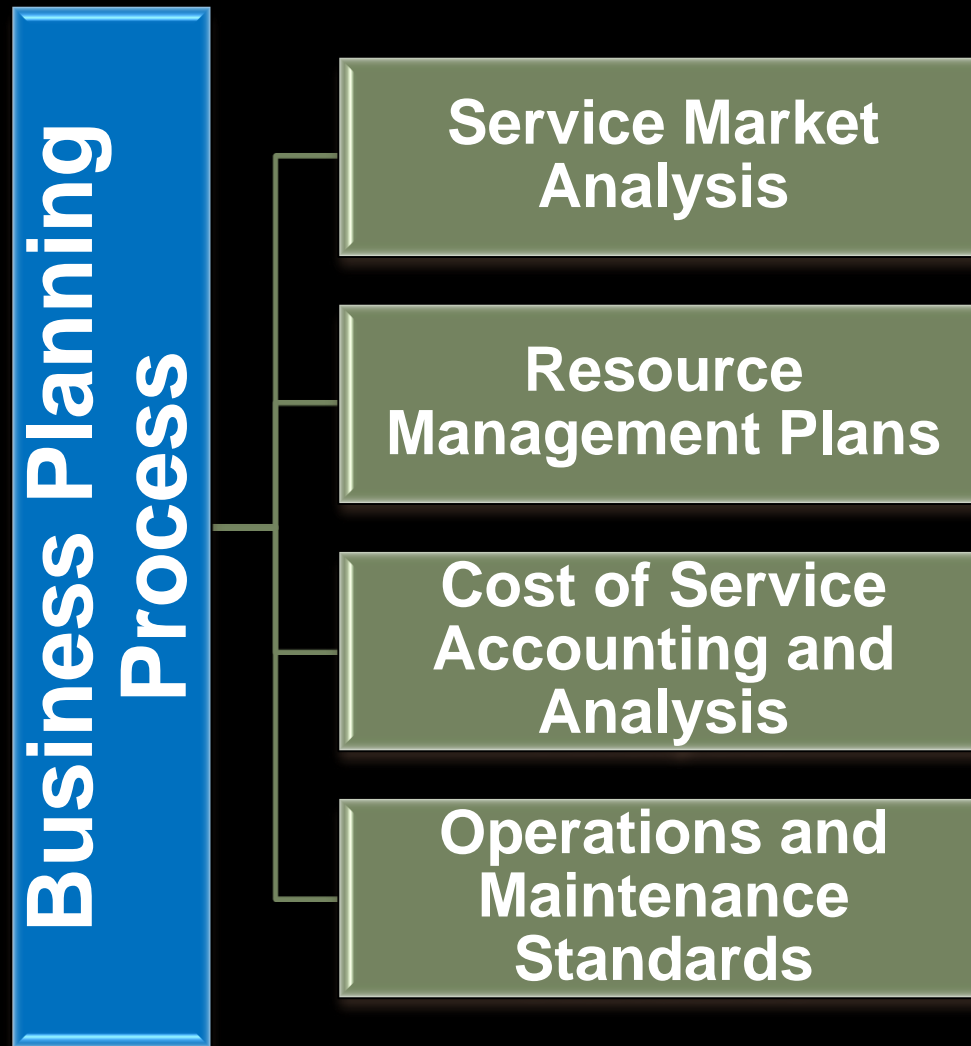 Business Planning
Process
Service Market
Analysis
Resource
Management Plans
Cost of Service
Accounting and
Analysis
Operations and
Maintenance
Standards